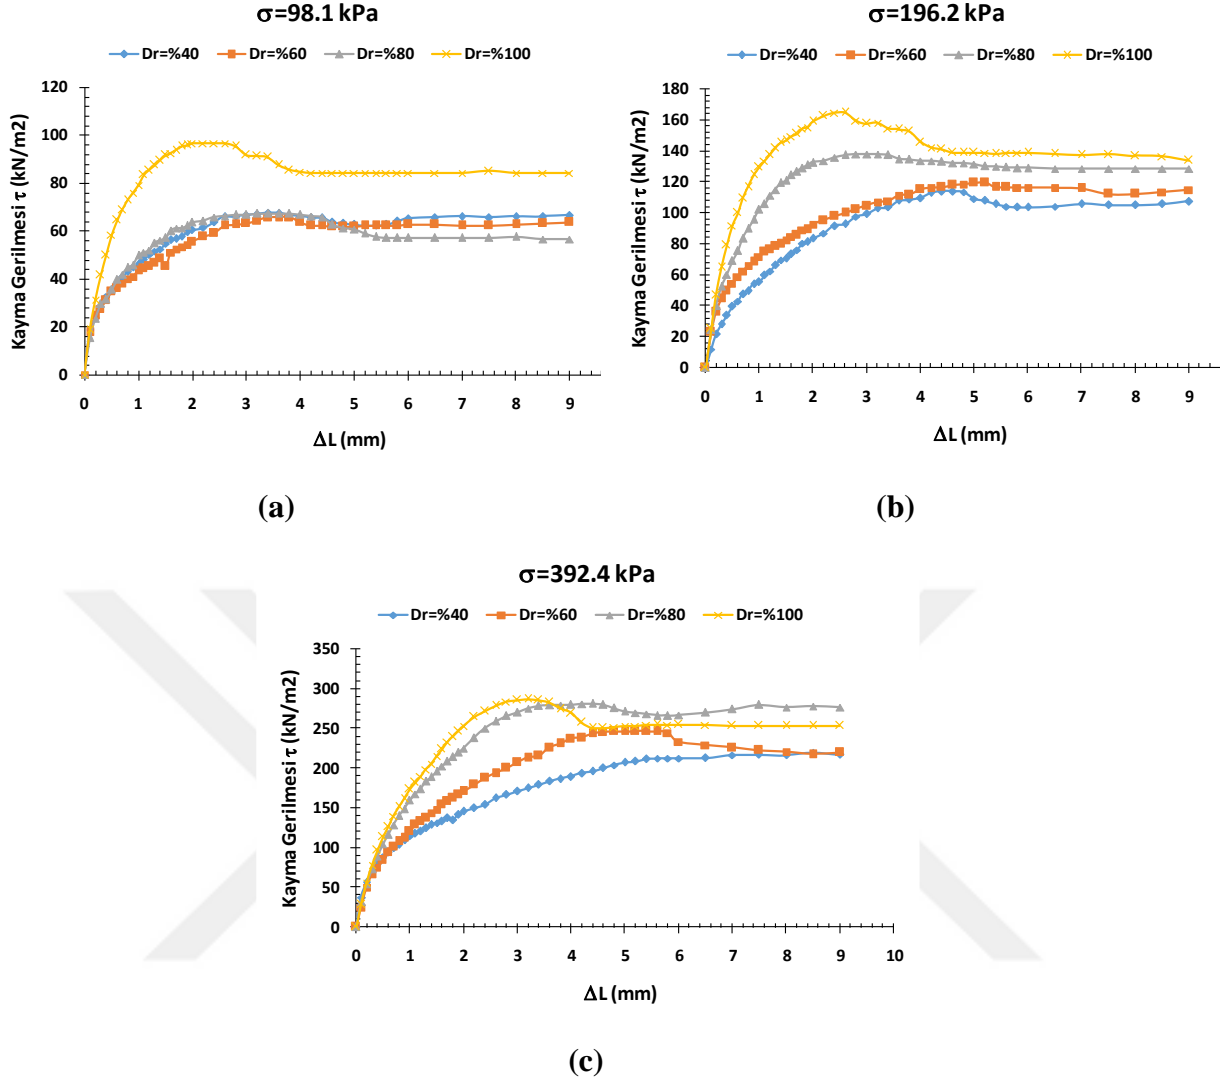 σ=98.1 kPa
Dr=%40 Dr=%60 Dr=%80 Dr=%100
Kayma Gerilmesi τ (kN/m2)
120
100
80
60
40
20
0
0 1 2 3 4 5 6 7 8 9
ΔL (mm)
(a)
σ=196.2 kPa
Dr=%40 Dr=%60 Dr=%80 Dr=%100
Kayma Gerilmesi τ (kN/m2)
180
160
140
120
100
80
60
40
20
0
0 1 2 3 4 5 6 7 8 9
ΔL (mm)
(b)
σ=392.4 kPa
Dr=%40 Dr=%60 Dr=%80 Dr=%100
Kayma Gerilmesi τ (kN/m2)
350
300
250
200
150
100
50
0
0 1 2 3 4 5 6 7 8 9 10
ΔL (mm)
(c)